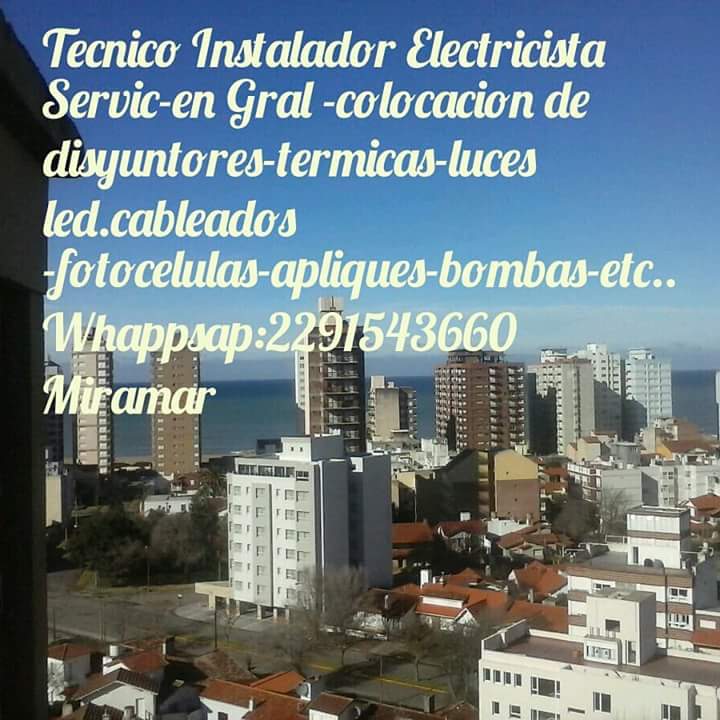 Tecnico Instalador Electricista
Servic-en Gral -colocacion de
disyuntores-termicas-luces
led.cableados
-fotocelulas-apliques-bombas-etc..
Whappsap:2291543660
Miramar